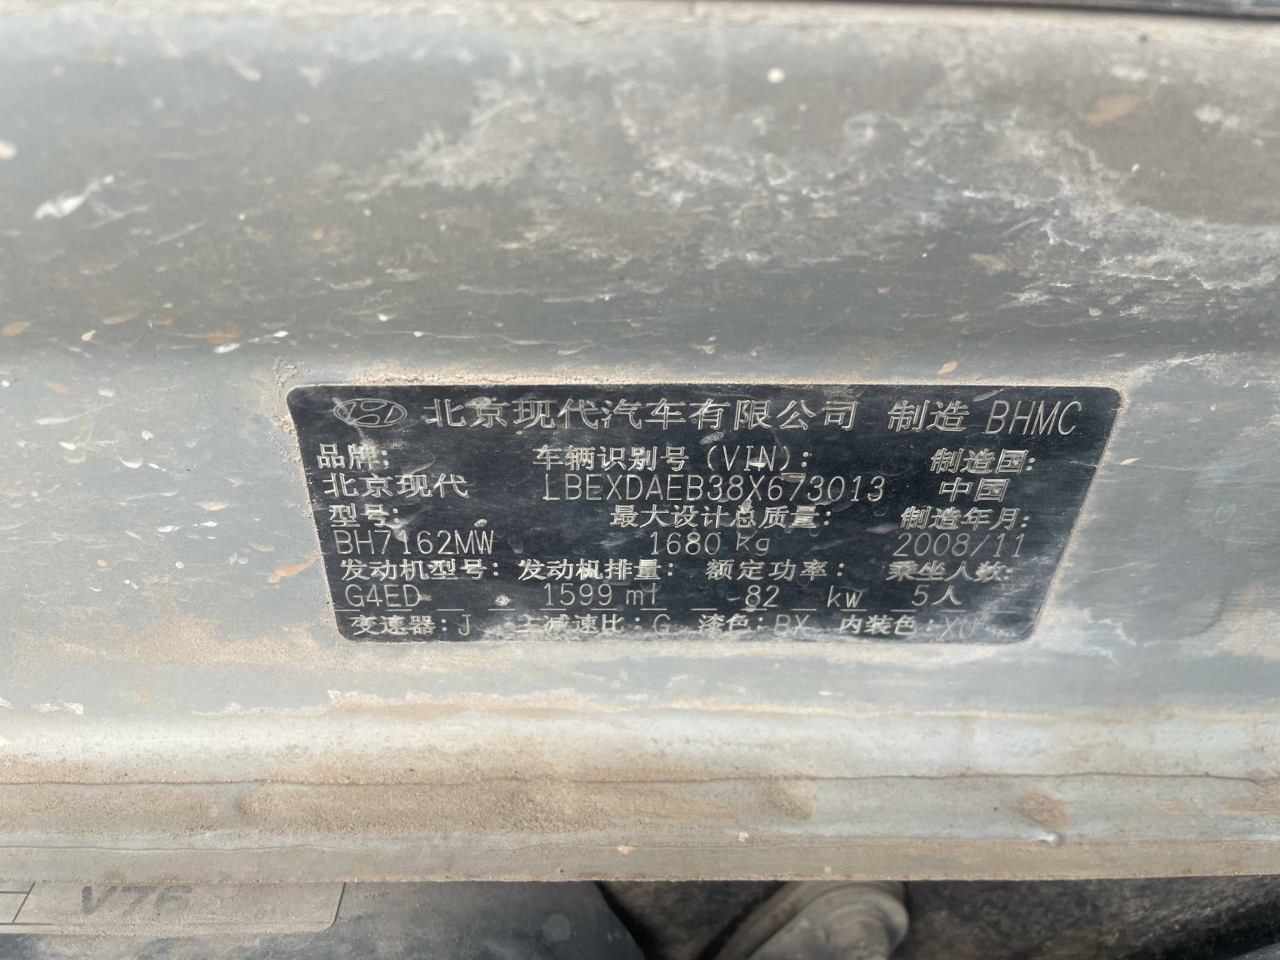 北京现代汽车有限公司 制造 BHMC
品牌: 车辆识别号 (VIN): 制造国:
北京现代 LBEXDAEB38X673013 中国
型号: 最大设计总质量: 制造年月:
BH7162MW 1680 kg 2008/11
发动机型号: 发动机排量: 额定功率: 乘坐人数:
G4ED 1599 ml 82 kw 5人
变速器: J 主减速比: G 漆色: BX 内装色: XU
V76